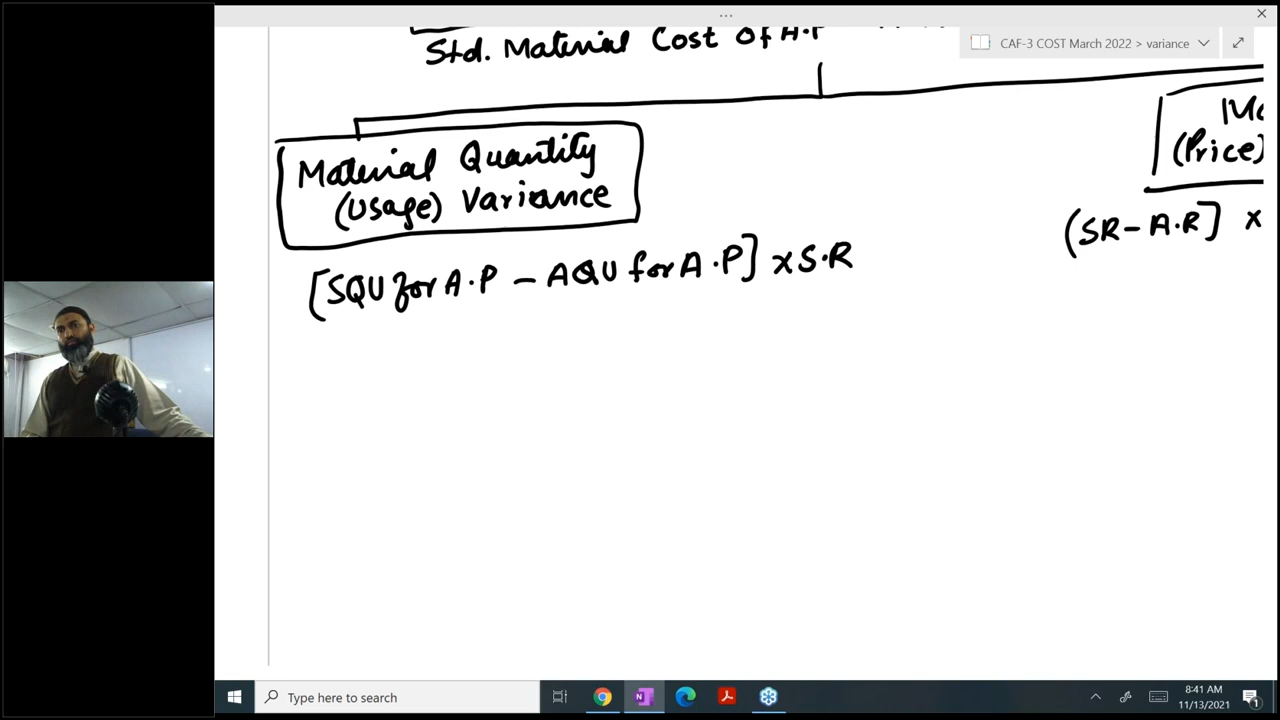 CAF-3 COST March 2022 > variance
Std. Material Cost Of A.P
Material Quantity
(Usage) Variance
[SQU for A.P - AQU for A.P] x S.R
(Price)
(SR - A.R] x
Type here to search
8:41 AM
11/13/2021
1